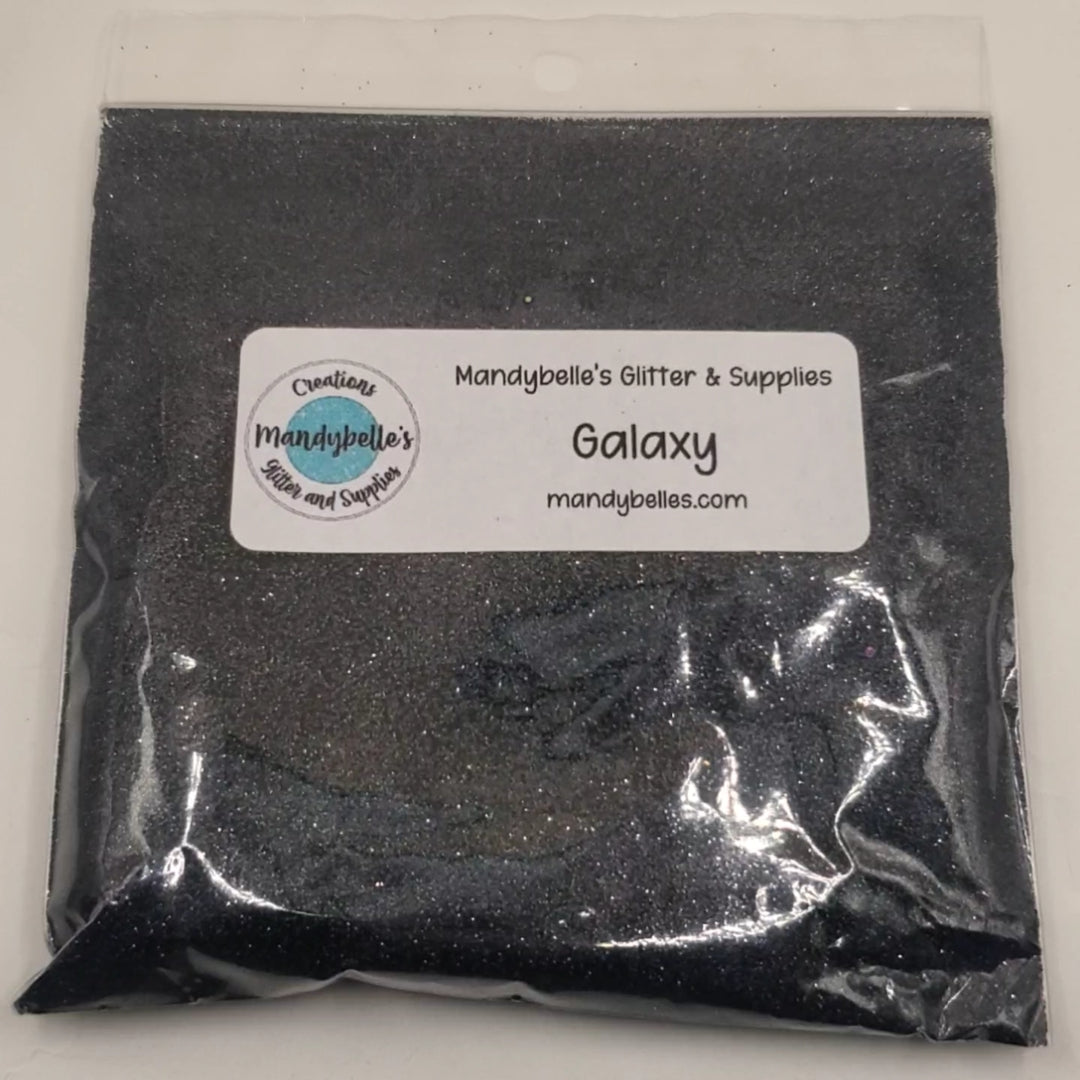 Creations
Mandybelle's
Glitter and Supplies
Mandybelle's Glitter & Supplies
Galaxy
mandybelles.com